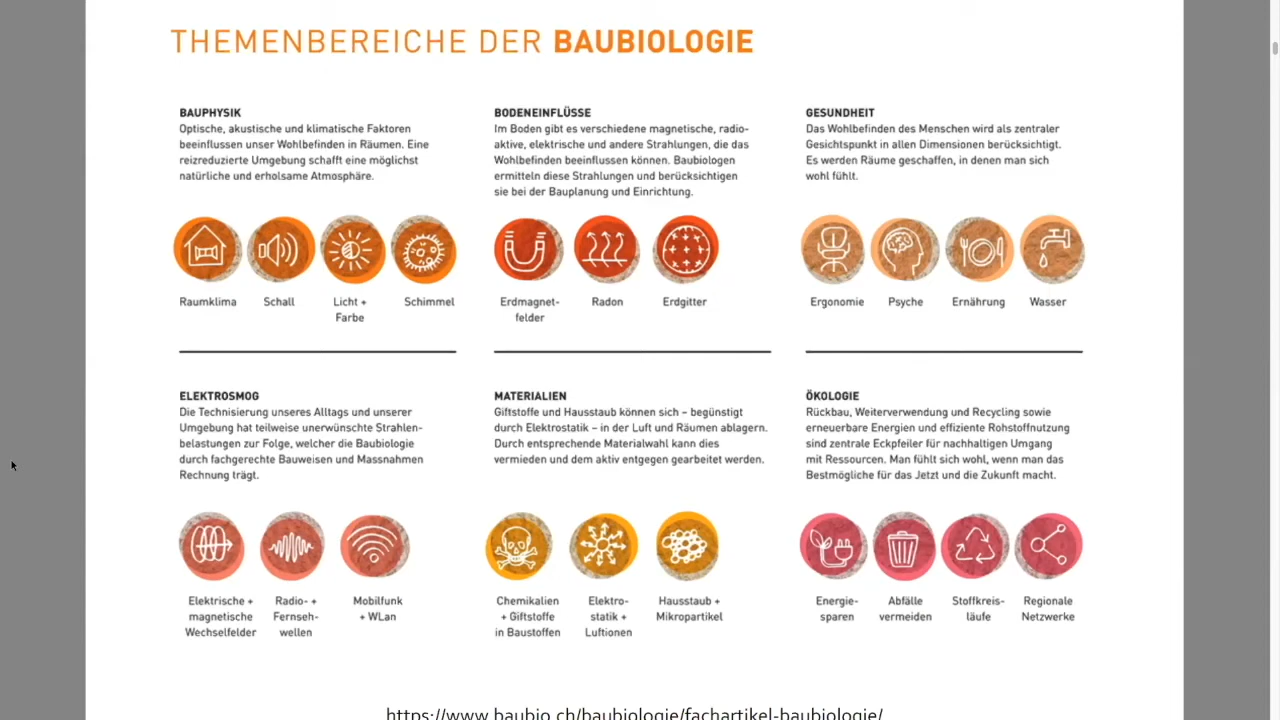 THEMENBEREICHE DER BAUBIOLOGIE
BAUPHYSIK
Optische, akustische und klimatische Faktoren
beeinflussen unser Wohlbefinden in Räumen. Eine
reizreduzierte Umgebung schafft eine möglichst
natürliche und erholsame Atmosphäre.
Raumklima
Schall
Licht +
Farbe
Schimmel
BODENEINFLÜSSE
Im Boden gibt es verschiedene magnetische, radio-
aktive, elektrische und andere Strahlungen, die das
Wohlbefinden beeinflussen können. Baubiologen
ermitteln diese Strahlungen und berücksichtigen
sie bei der Bauplanung und Einrichtung.
Erdmagnet-
felder
Radon
Erdgitter
GESUNDHEIT
Das Wohlbefinden des Menschen wird als zentraler
Gesichtspunkt in allen Dimensionen berücksichtigt.
Es werden Räume geschaffen, in denen man sich
wohl fühlt.
Ergonomie
Psyche
Ernährung
Wasser
ELEKTROSMOG
Die Technisierung unseres Alltags und unserer
Umgebung hat teilweise unerwünschte Strahlen-
belastungen zur Folge, welcher die Baubiologie
durch fachgerechte Bauweisen und Massnahmen
Rechnung trägt.
Elektrische +
magnetische
Wechselfelder
Radio- +
Fernseh-
wellen
Mobilfunk
+ WLan
MATERIALIEN
Giftstoffe und Hausstaub können sich – begünstigt
durch Elektrostatik – in der Luft und Räumen ablagern.
Durch entsprechende Materialwahl kann dies
vermieden und dem aktiv entgegen gearbeitet werden.
Chemikalien
+ Giftstoffe
in Baustoffen
Elektro-
statik +
Luftionen
Hausstaub +
Mikropartikel
ÖKOLOGIE
Rückbau, Weiterverwendung und Recycling sowie
erneuerbare Energien und effiziente Rohstoffnutzung
sind zentrale Eckpfeiler für nachhaltigen Umgang
mit Ressourcen. Man fühlt sich wohl, wenn man das
Bestmögliche für das Jetzt und die Zukunft macht.
Energie-
sparen
Abfälle
vermeiden
Stoffkreis-
läufe
Regionale
Netzwerke
https://www.baubio.ch/baubiologie/fachartikel-baubiologie/